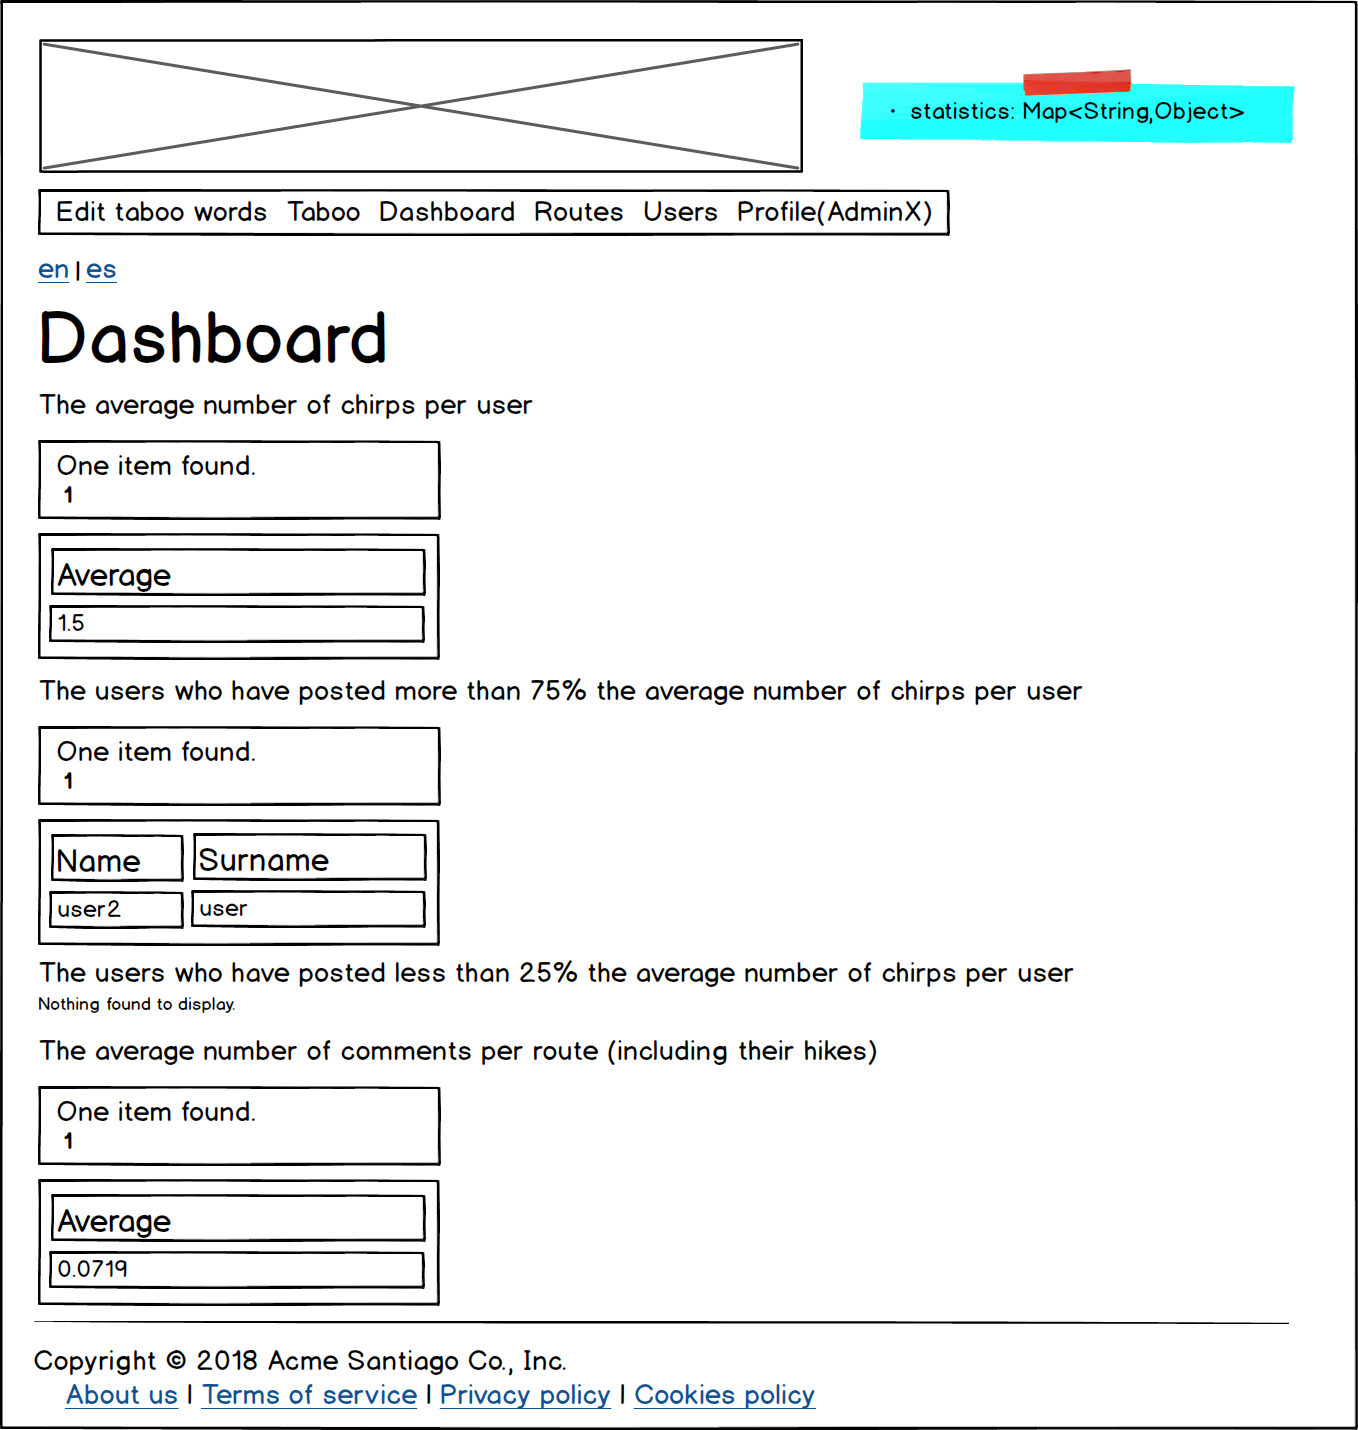 • statistics: Map<String,Object>
Edit taboo words Taboo Dashboard Routes Users Profile(AdminX)
en | es
Dashboard
The average number of chirps per user
One item found.
1
Average
1.5
The users who have posted more than 75% the average number of chirps per user
One item found.
1
Name Surname
user2 user
The users who have posted less than 25% the average number of chirps per user
Nothing found to display.
The average number of comments per route (including their hikes)
One item found.
1
Average
0.0719
Copyright © 2018 Acme Santiago Co., Inc.
About us | Terms of service | Privacy policy | Cookies policy